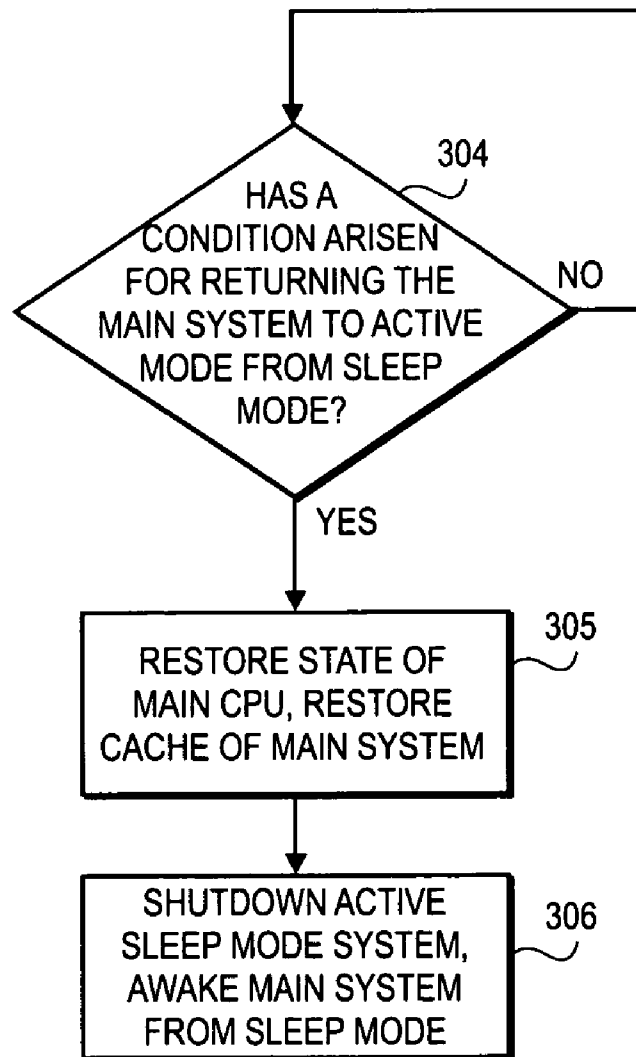 304
HAS A
CONDITION ARISEN
FOR RETURNING THE
MAIN SYSTEM TO ACTIVE
MODE FROM SLEEP
MODE?
NO
YES
305
RESTORE STATE OF
MAIN CPU, RESTORE
CACHE OF MAIN SYSTEM
306
SHUTDOWN ACTIVE
SLEEP MODE SYSTEM,
AWAKE MAIN SYSTEM
FROM SLEEP MODE